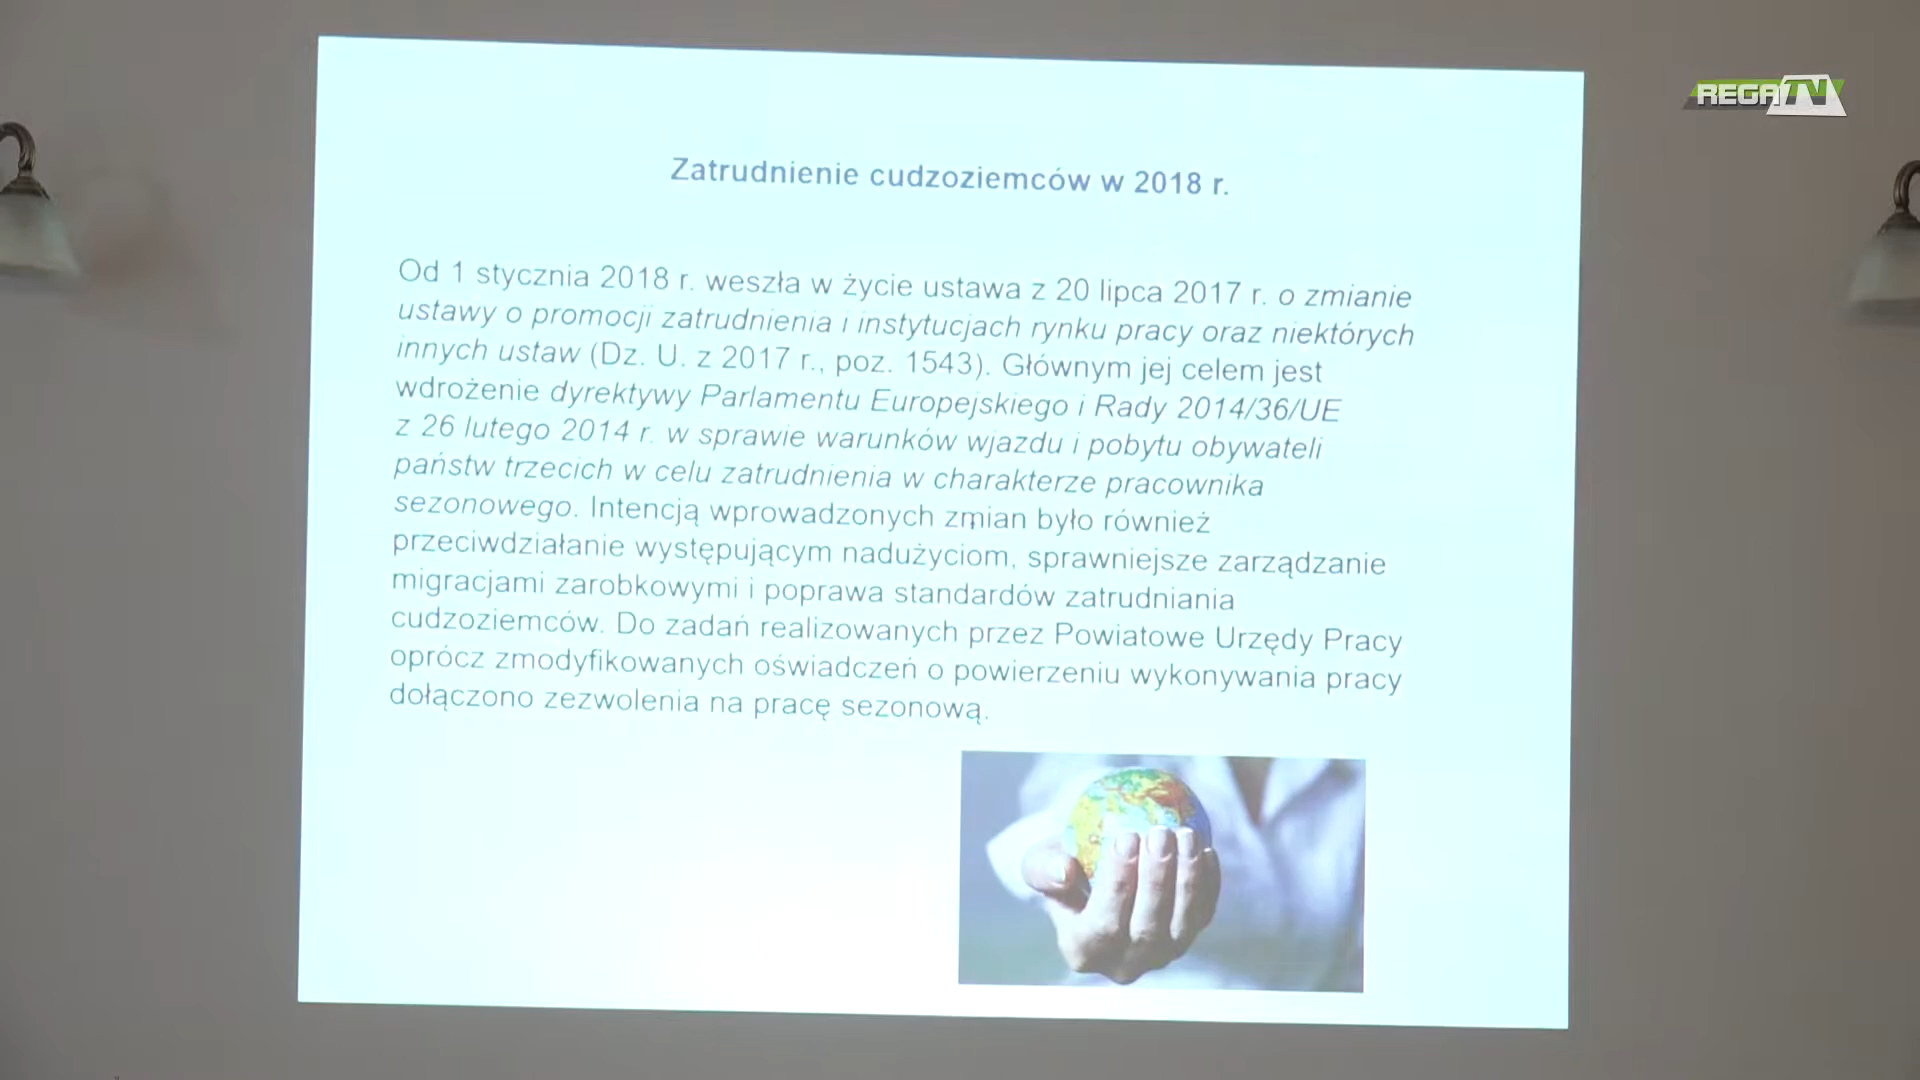 REGA TV
Zatrudnienie cudzoziemców w 2018 r.
Od 1 stycznia 2018 r. weszła w życie ustawa z 20 lipca 2017 r. o zmianie
ustawy o promocji zatrudnienia i instytucjach rynku pracy oraz niektórych
innych ustaw (Dz. U. z 2017 r., poz. 1543). Głównym jej celem jest
wdrożenie dyrektywy Parlamentu Europejskiego i Rady 2014/36/UE
z 26 lutego 2014 r. w sprawie warunków wjazdu i pobytu obywateli
państw trzecich w celu zatrudnienia w charakterze pracownika
sezonowego. Intencją wprowadzonych zmian było również
przeciwdziałanie występującym nadużyciom, sprawniejsze zarządzanie
migracjami zarobkowymi i poprawa standardów zatrudniania
cudzoziemców. Do zadań realizowanych przez Powiatowe Urzędy Pracy
oprócz zmodyfikowanych oświadczeń o powierzeniu wykonywania pracy
dołączono zezwolenia na pracę sezonową.